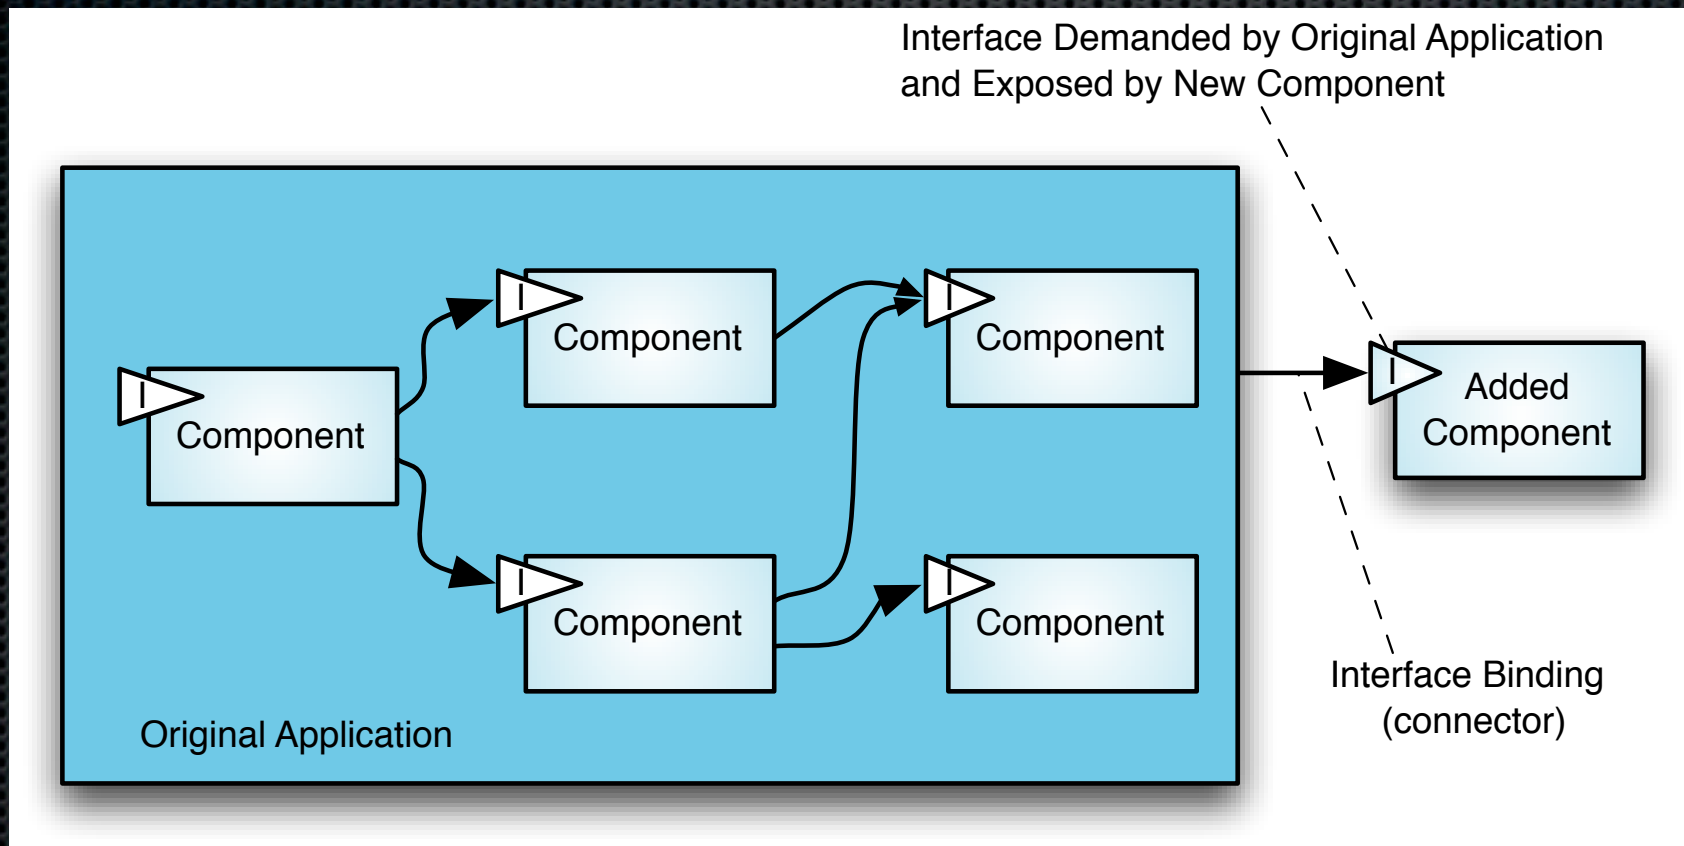 Interface Demanded by Original Application
and Exposed by New Component
I
Component
I
Component
I
Component
I
Component
I
Component
I
Added
Component
Original Application
Interface Binding
(connector)